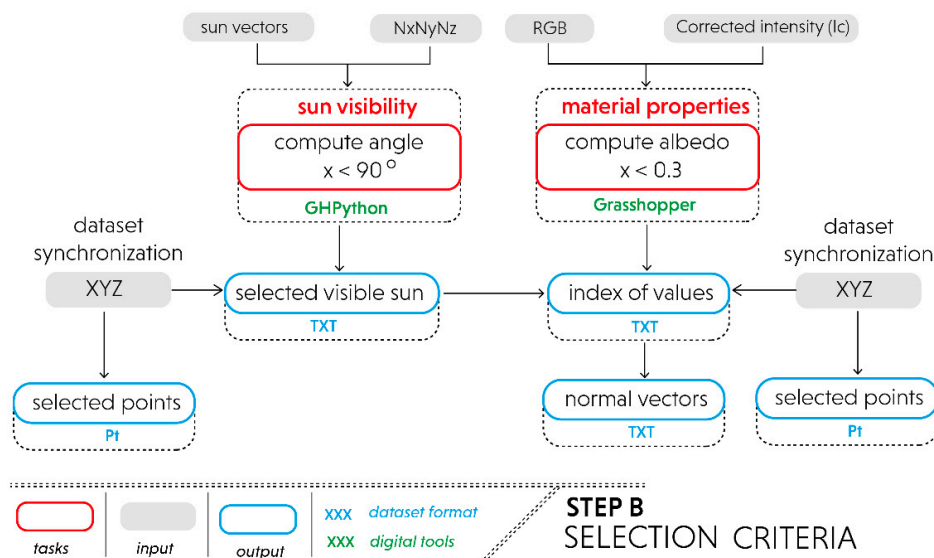 sun vectors
NxNyNz
RGB
Corrected intensity (Ic)
sun visibility
compute angle
x < 90°
GHPython
material properties
compute albedo
x < 0.3
Grasshopper
dataset
synchronization
XYZ
selected visible sun
TXT
index of values
TXT
dataset
synchronization
XYZ
selected points
Pt
normal vectors
TXT
selected points
Pt
tasks
input
output
XXX dataset format
XXX digital tools
STEP B
SELECTION CRITERIA